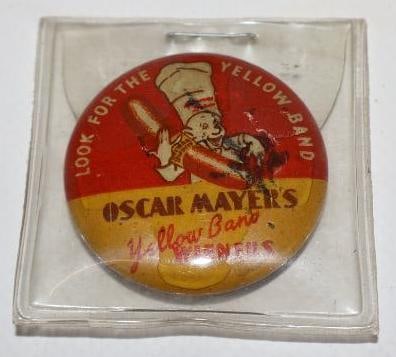 LOOK FOR THE YELLOW BAND
OSCAR MAYER'S
Yellow Band
WIENERS